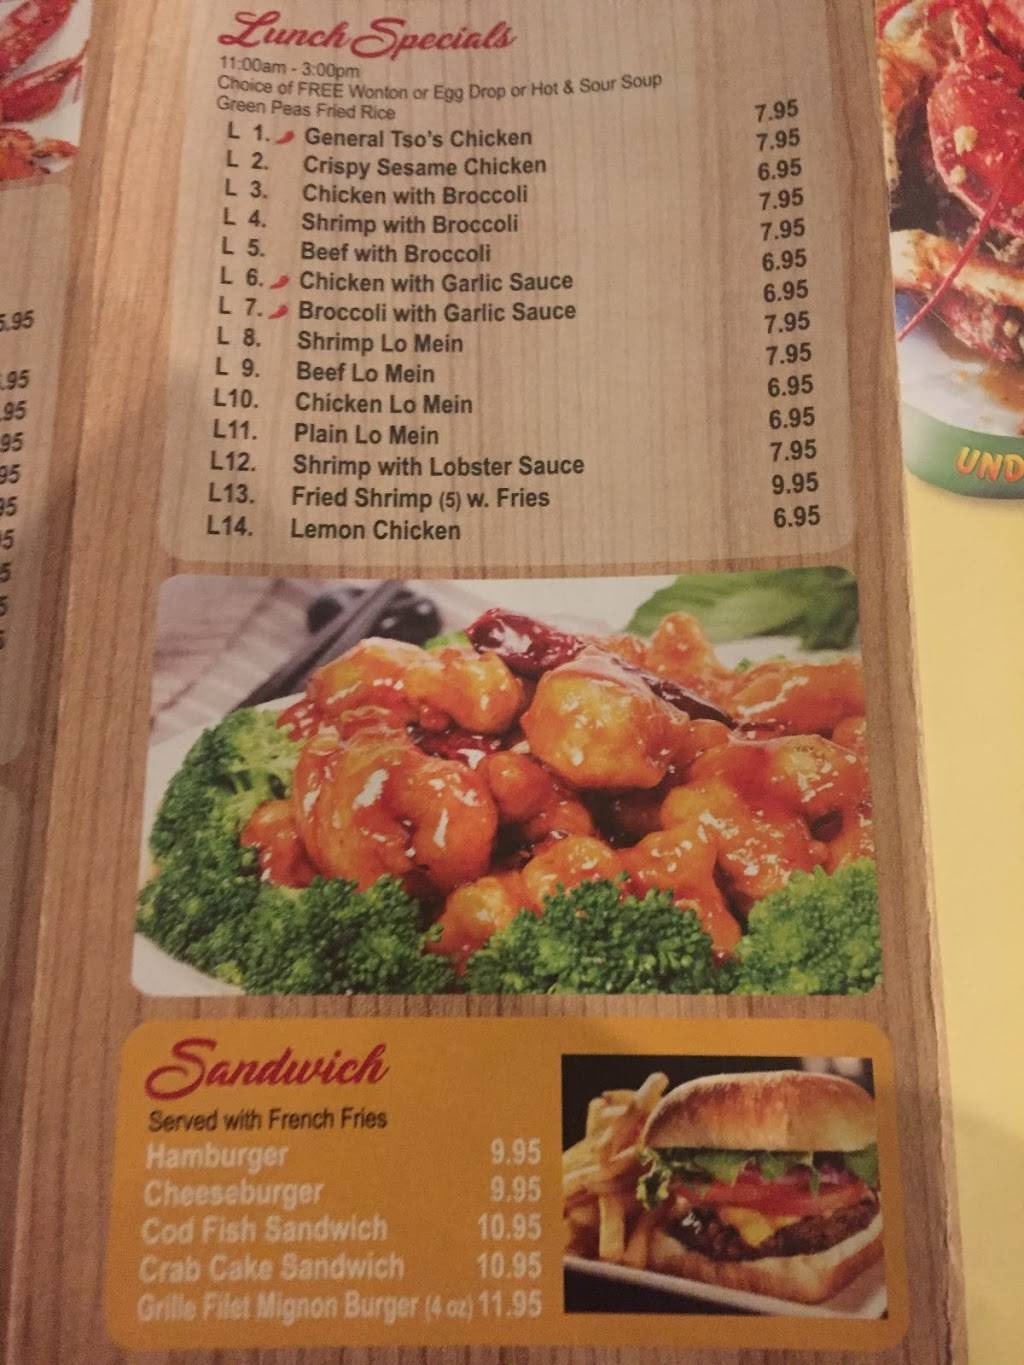 Lunch Specials
11:00am - 3:00pm
Choice of FREE Wonton or Egg Drop or Hot & Sour Soup
Green Peas Fried Rice
L 1. General Tso's Chicken 7.95
L 2. Crispy Sesame Chicken 7.95
L 3. Chicken with Broccoli 6.95
L 4. Shrimp with Broccoli 7.95
L 5. Beef with Broccoli 7.95
L 6. Chicken with Garlic Sauce 6.95
L 7. Broccoli with Garlic Sauce 6.95
L 8. Shrimp Lo Mein 7.95
L 9. Beef Lo Mein 7.95
L10. Chicken Lo Mein 6.95
L11. Plain Lo Mein 6.95
L12. Shrimp with Lobster Sauce 7.95
L13. Fried Shrimp (5) w. Fries 9.95
L14. Lemon Chicken 6.95
UND
Sandwich
Served with French Fries
Hamburger 9.95
Cheeseburger 9.95
Cod Fish Sandwich 10.95
Crab Cake Sandwich 10.95
Grille Filet Mignon Burger (4 oz) 11.95